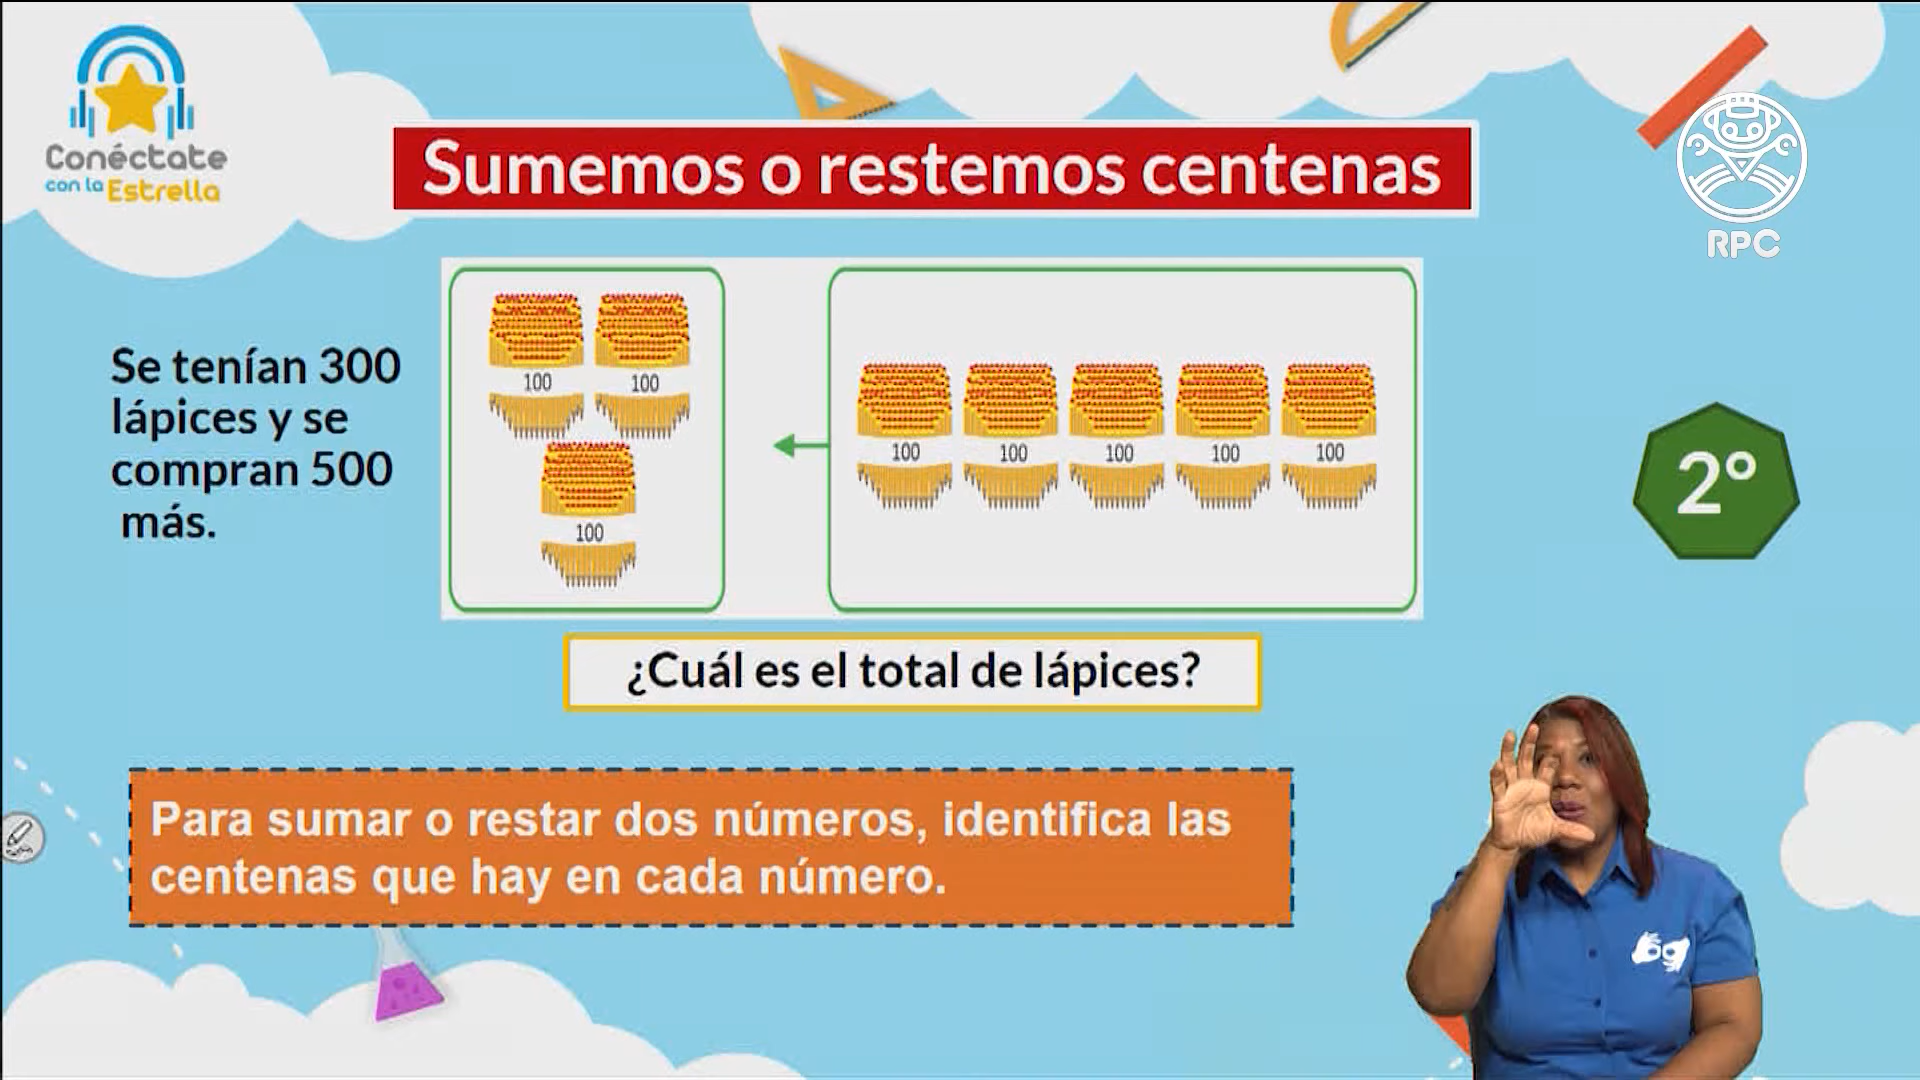 Conéctate
con la Estrella
Sumemos o restemos centenas
RPC
Se tenían 300
lápices y se
compran 500
más.
100 100
100
100 100 100 100 100
2º
¿Cuál es el total de lápices?
Para sumar o restar dos números, identifica las
centenas que hay en cada número.